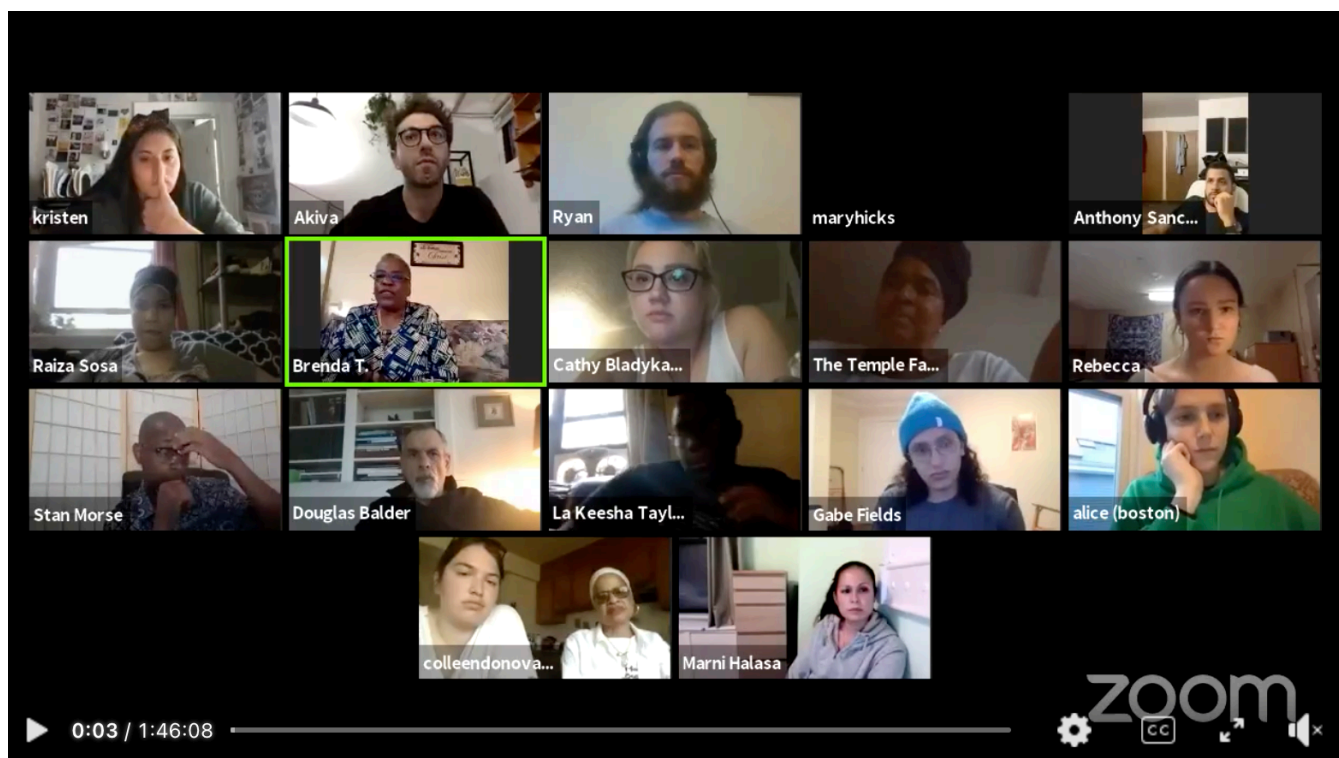 kristen
Akiva
Ryan
maryhicks
Anthony Sanc...
Raiza Sosa
Brenda T.
Cathy Bladyka...
The Temple Fa...
Rebecca
Stan Morse
Douglas Balder
La Keesha Tayl...
Gabe Fields
alice (boston)
colleendonova...
Marni Halasa
zoom
0:03 / 1:46:08
CC